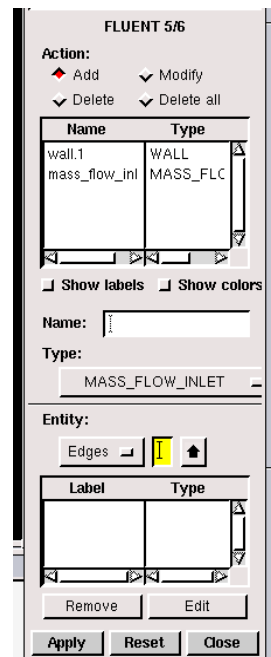 FLUENT 5/6
Action:
Add Modify
Delete Delete all
Name Type
wall.1 WALL
mass_flow_inl MASS_FLC
Show labels Show colors
Name:
Type:
MASS_FLOW_INLET
Entity:
Edges
Label Type
Remove Edit
Apply Reset Close